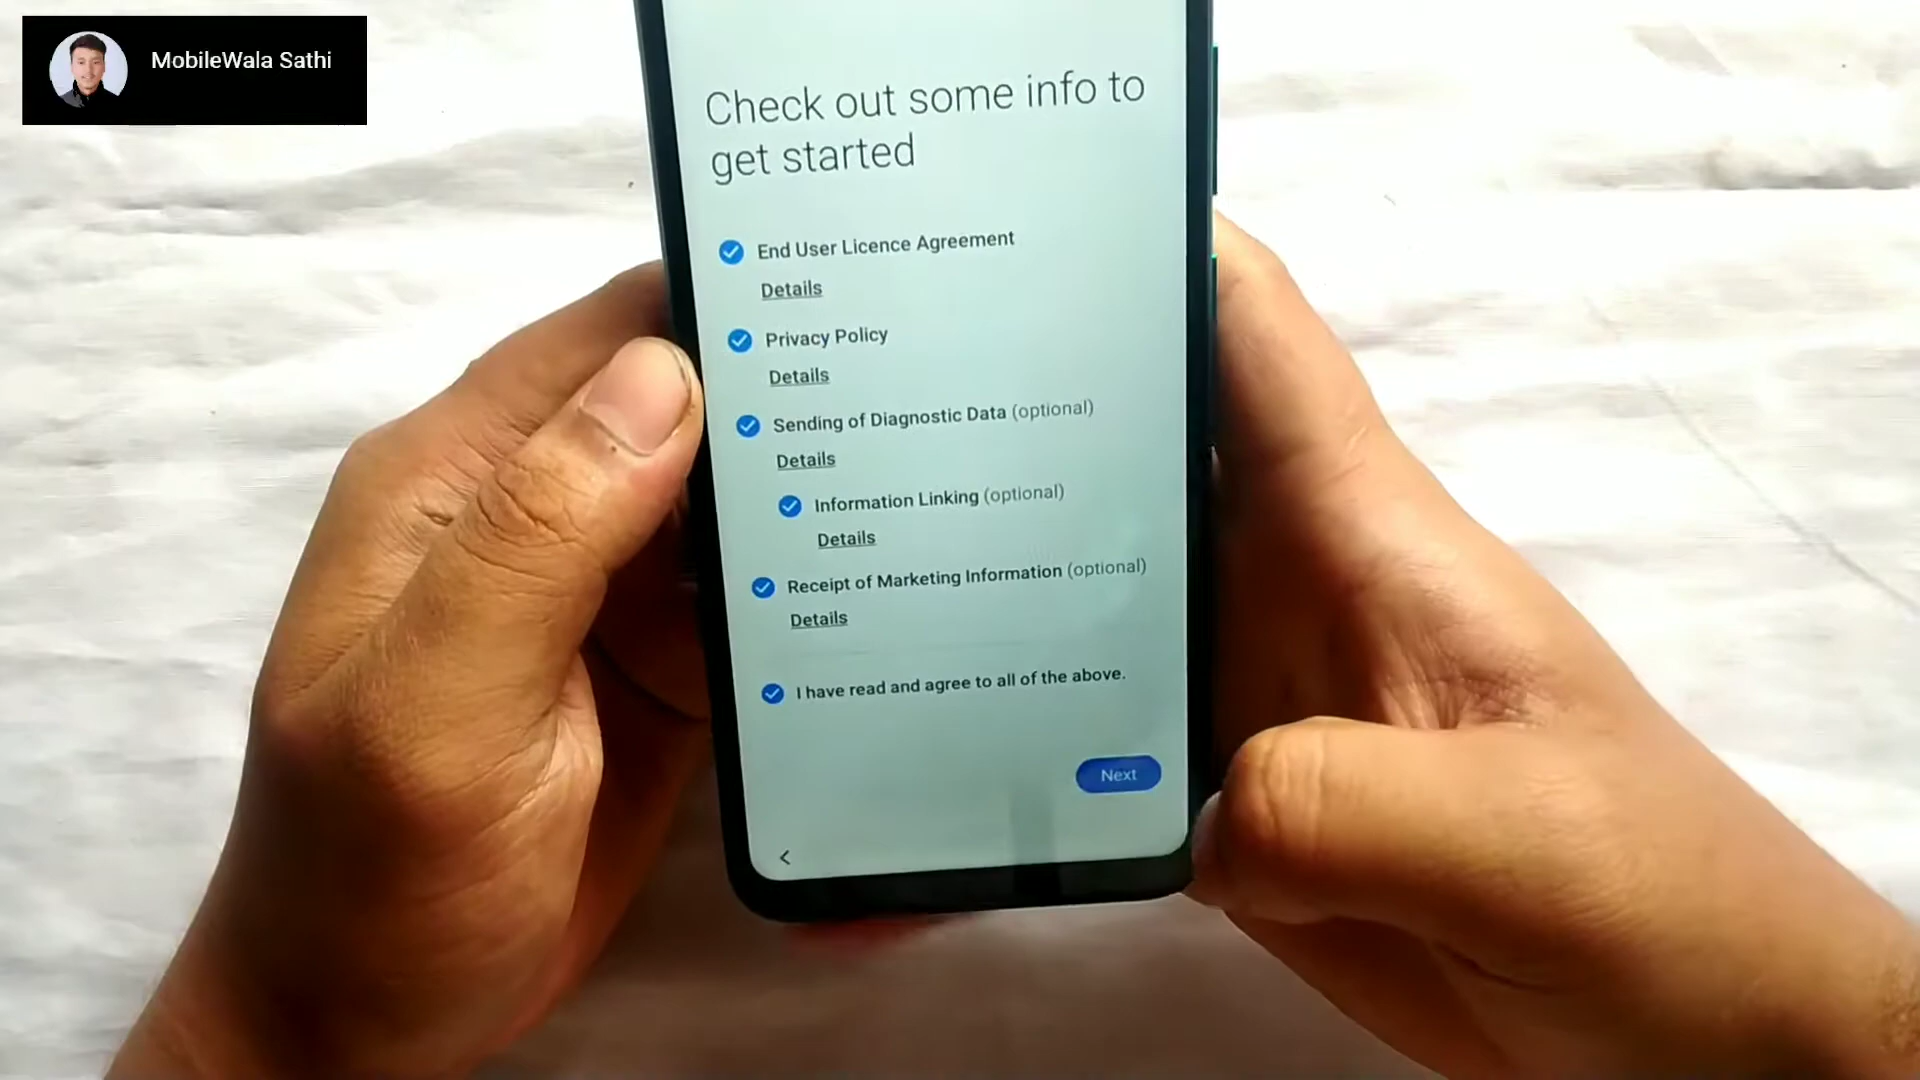 MobileWala Sathi
Check out some info to
get started
End User Licence Agreement
Details
Privacy Policy
Details
Sending of Diagnostic Data (optional)
Details
Information Linking (optional)
Details
Receipt of Marketing Information (optional)
Details
I have read and agree to all of the above.
Next